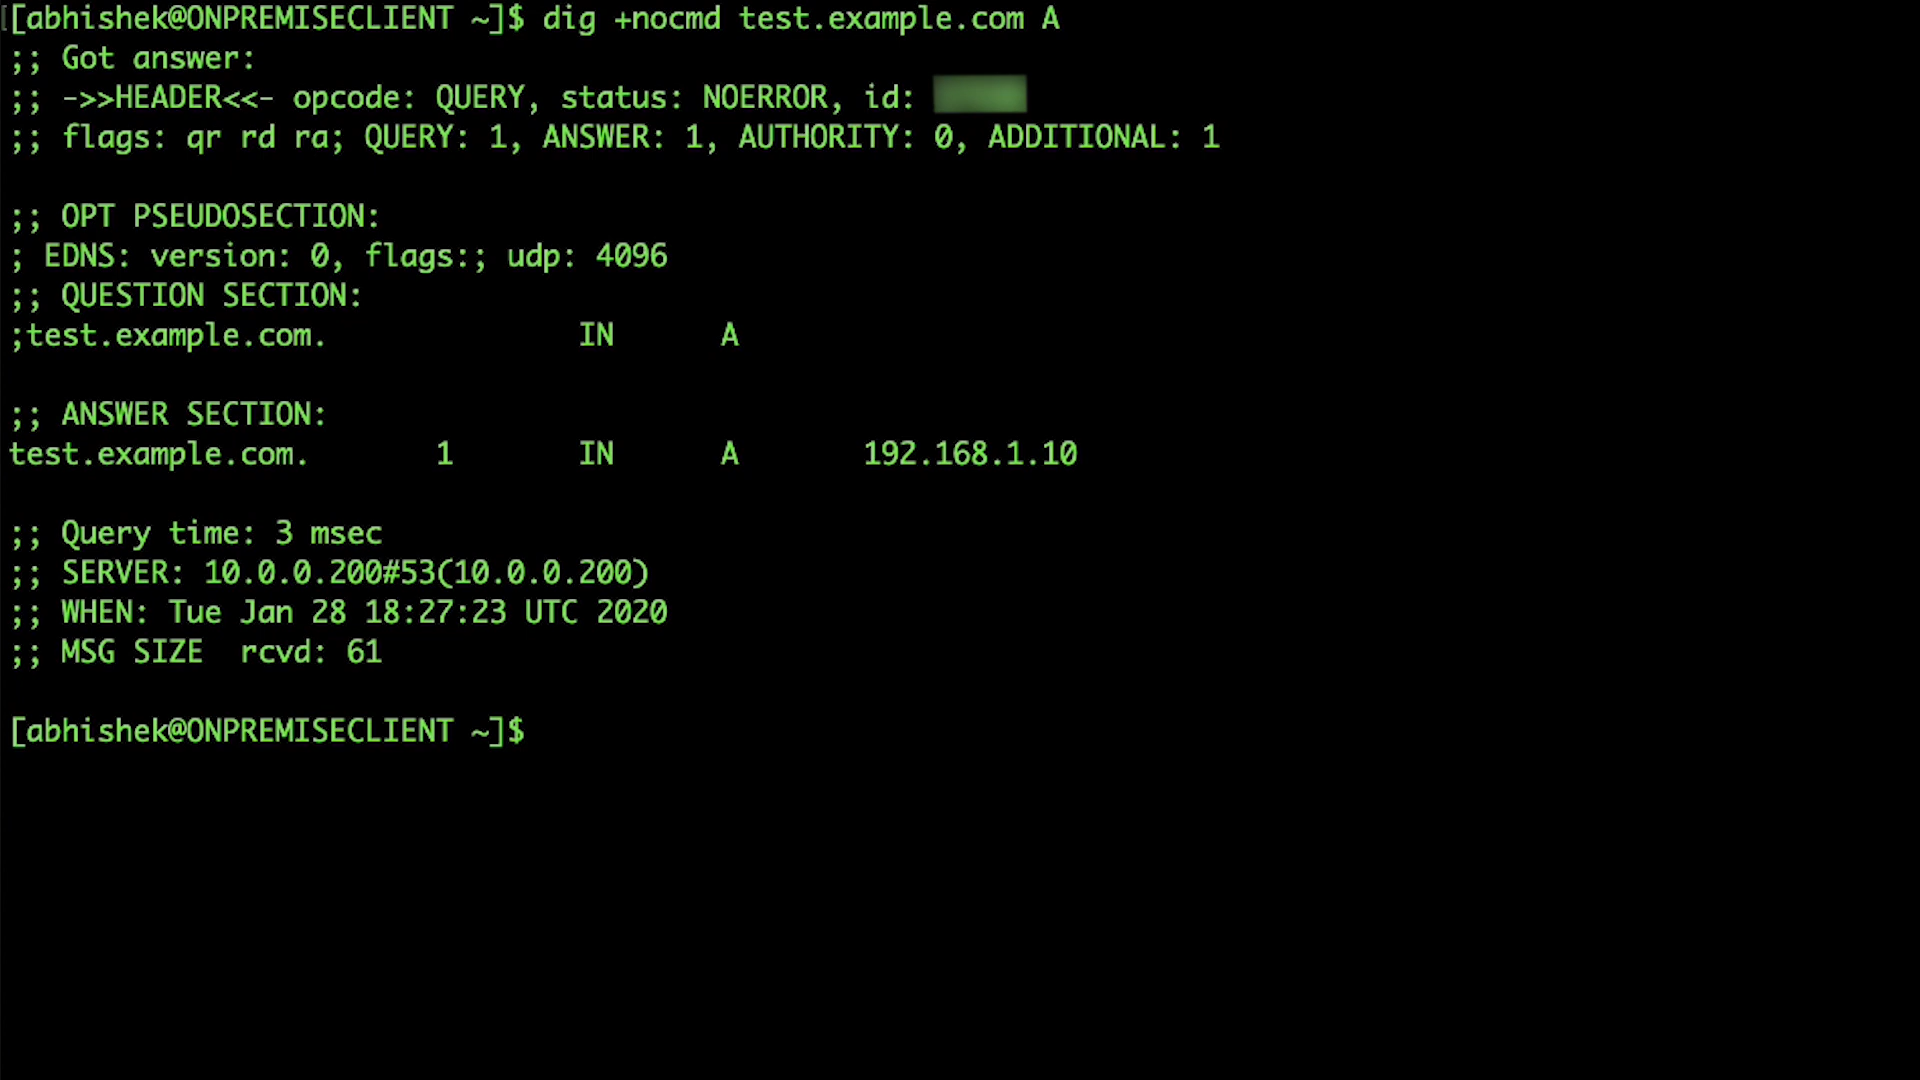 [abhishek@ONPREMISECLIENT ~]$ dig +nocmd test.example.com A
;; Got answer:
;; ->>HEADER<<- opcode: QUERY, status: NOERROR, id:
;; flags: qr rd ra; QUERY: 1, ANSWER: 1, AUTHORITY: 0, ADDITIONAL: 1
;; OPT PSEUDOSECTION:
; EDNS: version: 0, flags:; udp: 4096
;; QUESTION SECTION:
;test.example.com. IN A
;; ANSWER SECTION:
test.example.com. 1 IN A 192.168.1.10
;; Query time: 3 msec
;; SERVER: 10.0.0.200#53(10.0.0.200)
;; WHEN: Tue Jan 28 18:27:23 UTC 2020
;; MSG SIZE  rcvd: 61
[abhishek@ONPREMISECLIENT ~]$